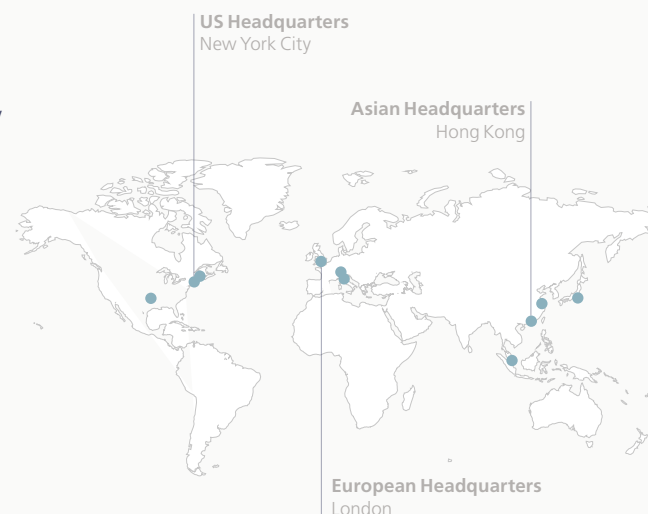 US Headquarters
New York City
Asian Headquarters
Hong Kong
European Headquarters
London